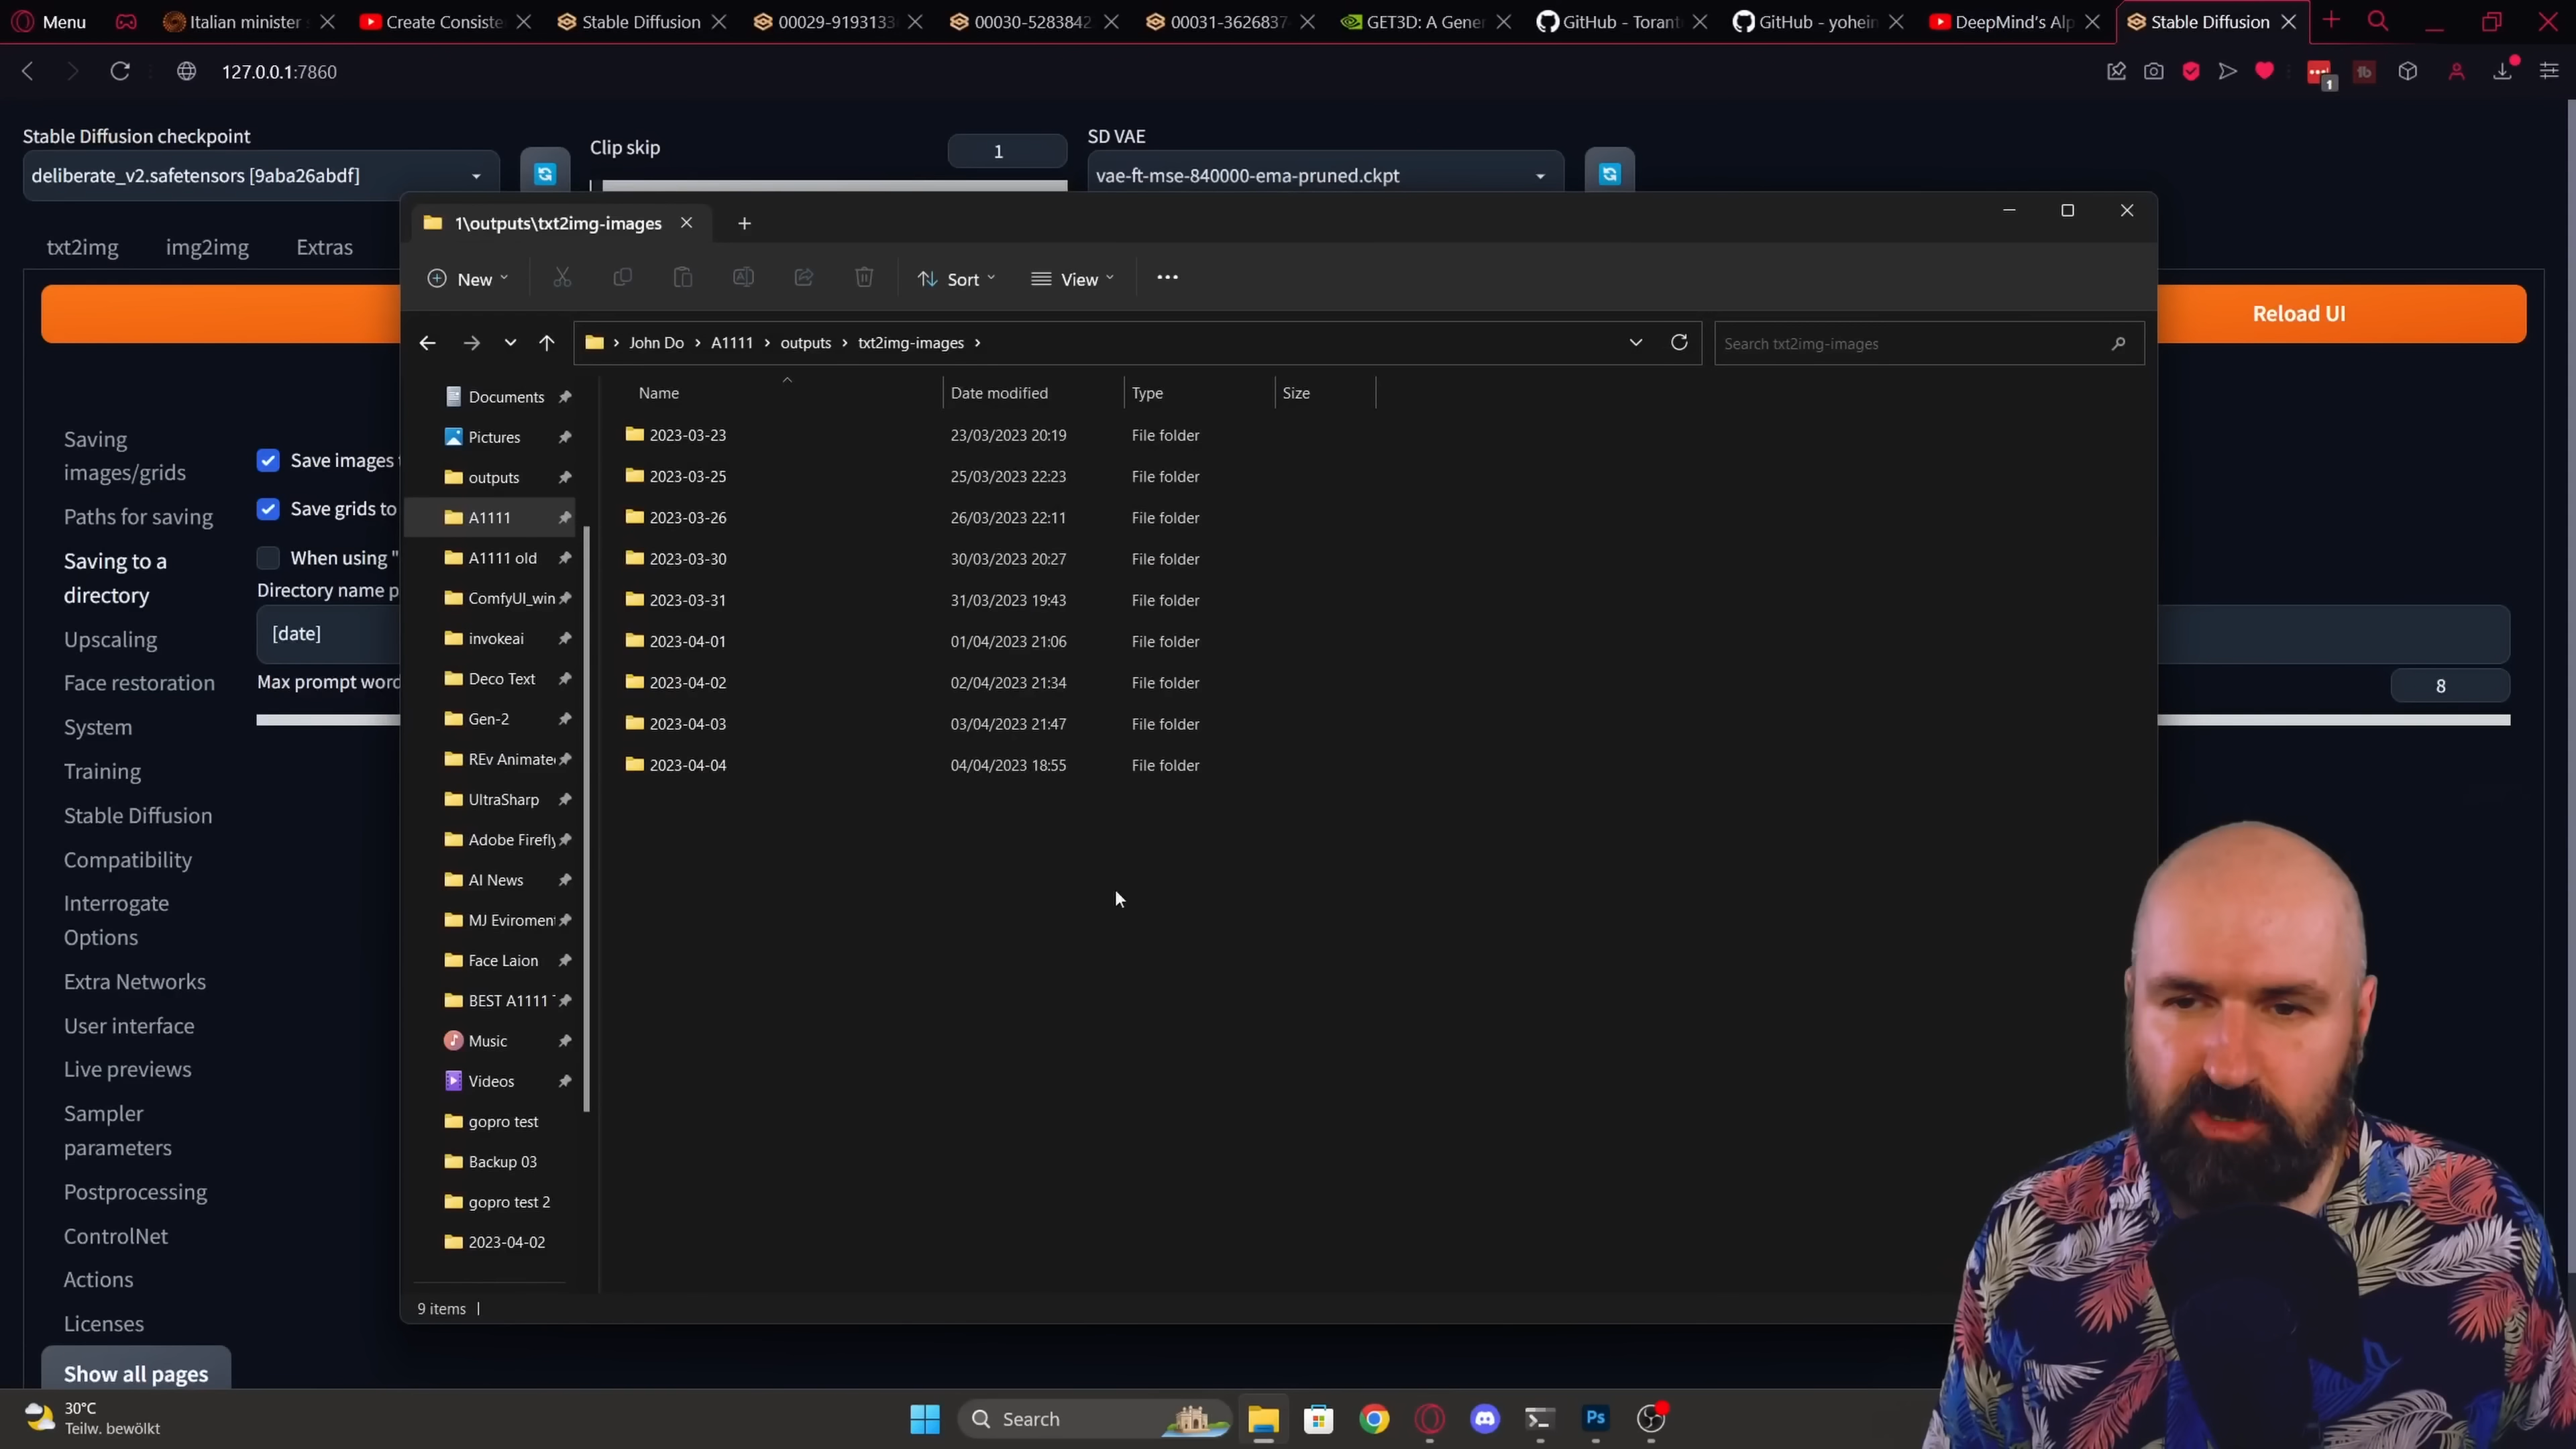 Menu
Italian minister
Create Consiste
Stable Diffusion
00029-9193133
00030-5283842
00031-3626837
GET3D: A Gener
GitHub - Torant
GitHub - yohein
DeepMind's Alp
Stable Diffusion
127.0.0.1:7860
1
Stable Diffusion checkpoint
deliberate_v2.safetensors [9aba26abdf]
Clip skip
1
SD VAE
vae-ft-mse-840000-ema-pruned.ckpt
txt2img
img2img
Extras
Reload UI
Saving
images/grids
Paths for saving
Saving to a
directory
Upscaling
Face restoration
System
Training
Stable Diffusion
Compatibility
Interrogate
Options
Extra Networks
User interface
Live previews
Sampler
parameters
Postprocessing
ControlNet
Actions
Licenses
Show all pages
Save images
Save grids to
When using "
Directory name p
[date]
Max prompt word
8
1\outputs\txt2img-images
New
Sort
View
John Do > A1111 > outputs > txt2img-images >
Search txt2img-images
Documents
Pictures
outputs
A1111
A1111 old
ComfyUI_win
invokeai
Deco Text
Gen-2
REv Animate
UltraSharp
Adobe Firefly
AI News
MJ Eviromen
Face Laion
BEST A1111
Music
Videos
gopro test
Backup 03
gopro test 2
2023-04-02
Name Date modified Type Size
2023-03-23 23/03/2023 20:19 File folder
2023-03-25 25/03/2023 22:23 File folder
2023-03-26 26/03/2023 22:11 File folder
2023-03-30 30/03/2023 20:27 File folder
2023-03-31 31/03/2023 19:43 File folder
2023-04-01 01/04/2023 21:06 File folder
2023-04-02 02/04/2023 21:34 File folder
2023-04-03 03/04/2023 21:47 File folder
2023-04-04 04/04/2023 18:55 File folder
9 items
30°C
Teilw. bewölkt
Search
Ps